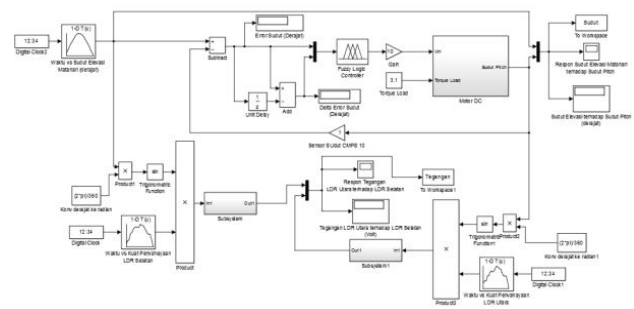 12:34
Digital Clock2
1-D T(u)
Waktu vs Sudut Elevasi
Matahari (derajat)
Subtract
Error Sudut (Derajat)
Unit Delay
Add
Delta Error Sudut
(Derajat)
Fuzzy Logic
Controller
10
Gain
3.1
Torque Load
Vin
Torque Load
Sudut Pitch
Motor DC
Sudut
To Workspace
Respon Sudut Elevasi Matahari
terhadap Sudut Pitch
Sudut Elevasi terhadap Sudut Pitch
(derajat)
1
Sensor Sudut CMPS 10
Product1
sin
Trigonometric
Function
(2*pi)/360
Konv derajat ke radian
12:34
Digital Clock
1-D T(u)
Waktu vs Kuat Pencahayaan
LDR Selatan
Product
In1
Out1
Subsystem
Respon Tegangan
LDR Utara terhadap LDR Selatan
Tegangan
To Workspace1
Tegangan LDR Utara terhadap LDR Selatan
(Volt)
Out1
In1
Subsystem1
Product3
sin
Trigonometric
Function1
Product2
(2*pi)/360
Konv derajat ke radian1
1-D T(u)
Waktu vs Kuat Pencahayaan
LDR Utara
12:34
Digital Clock1